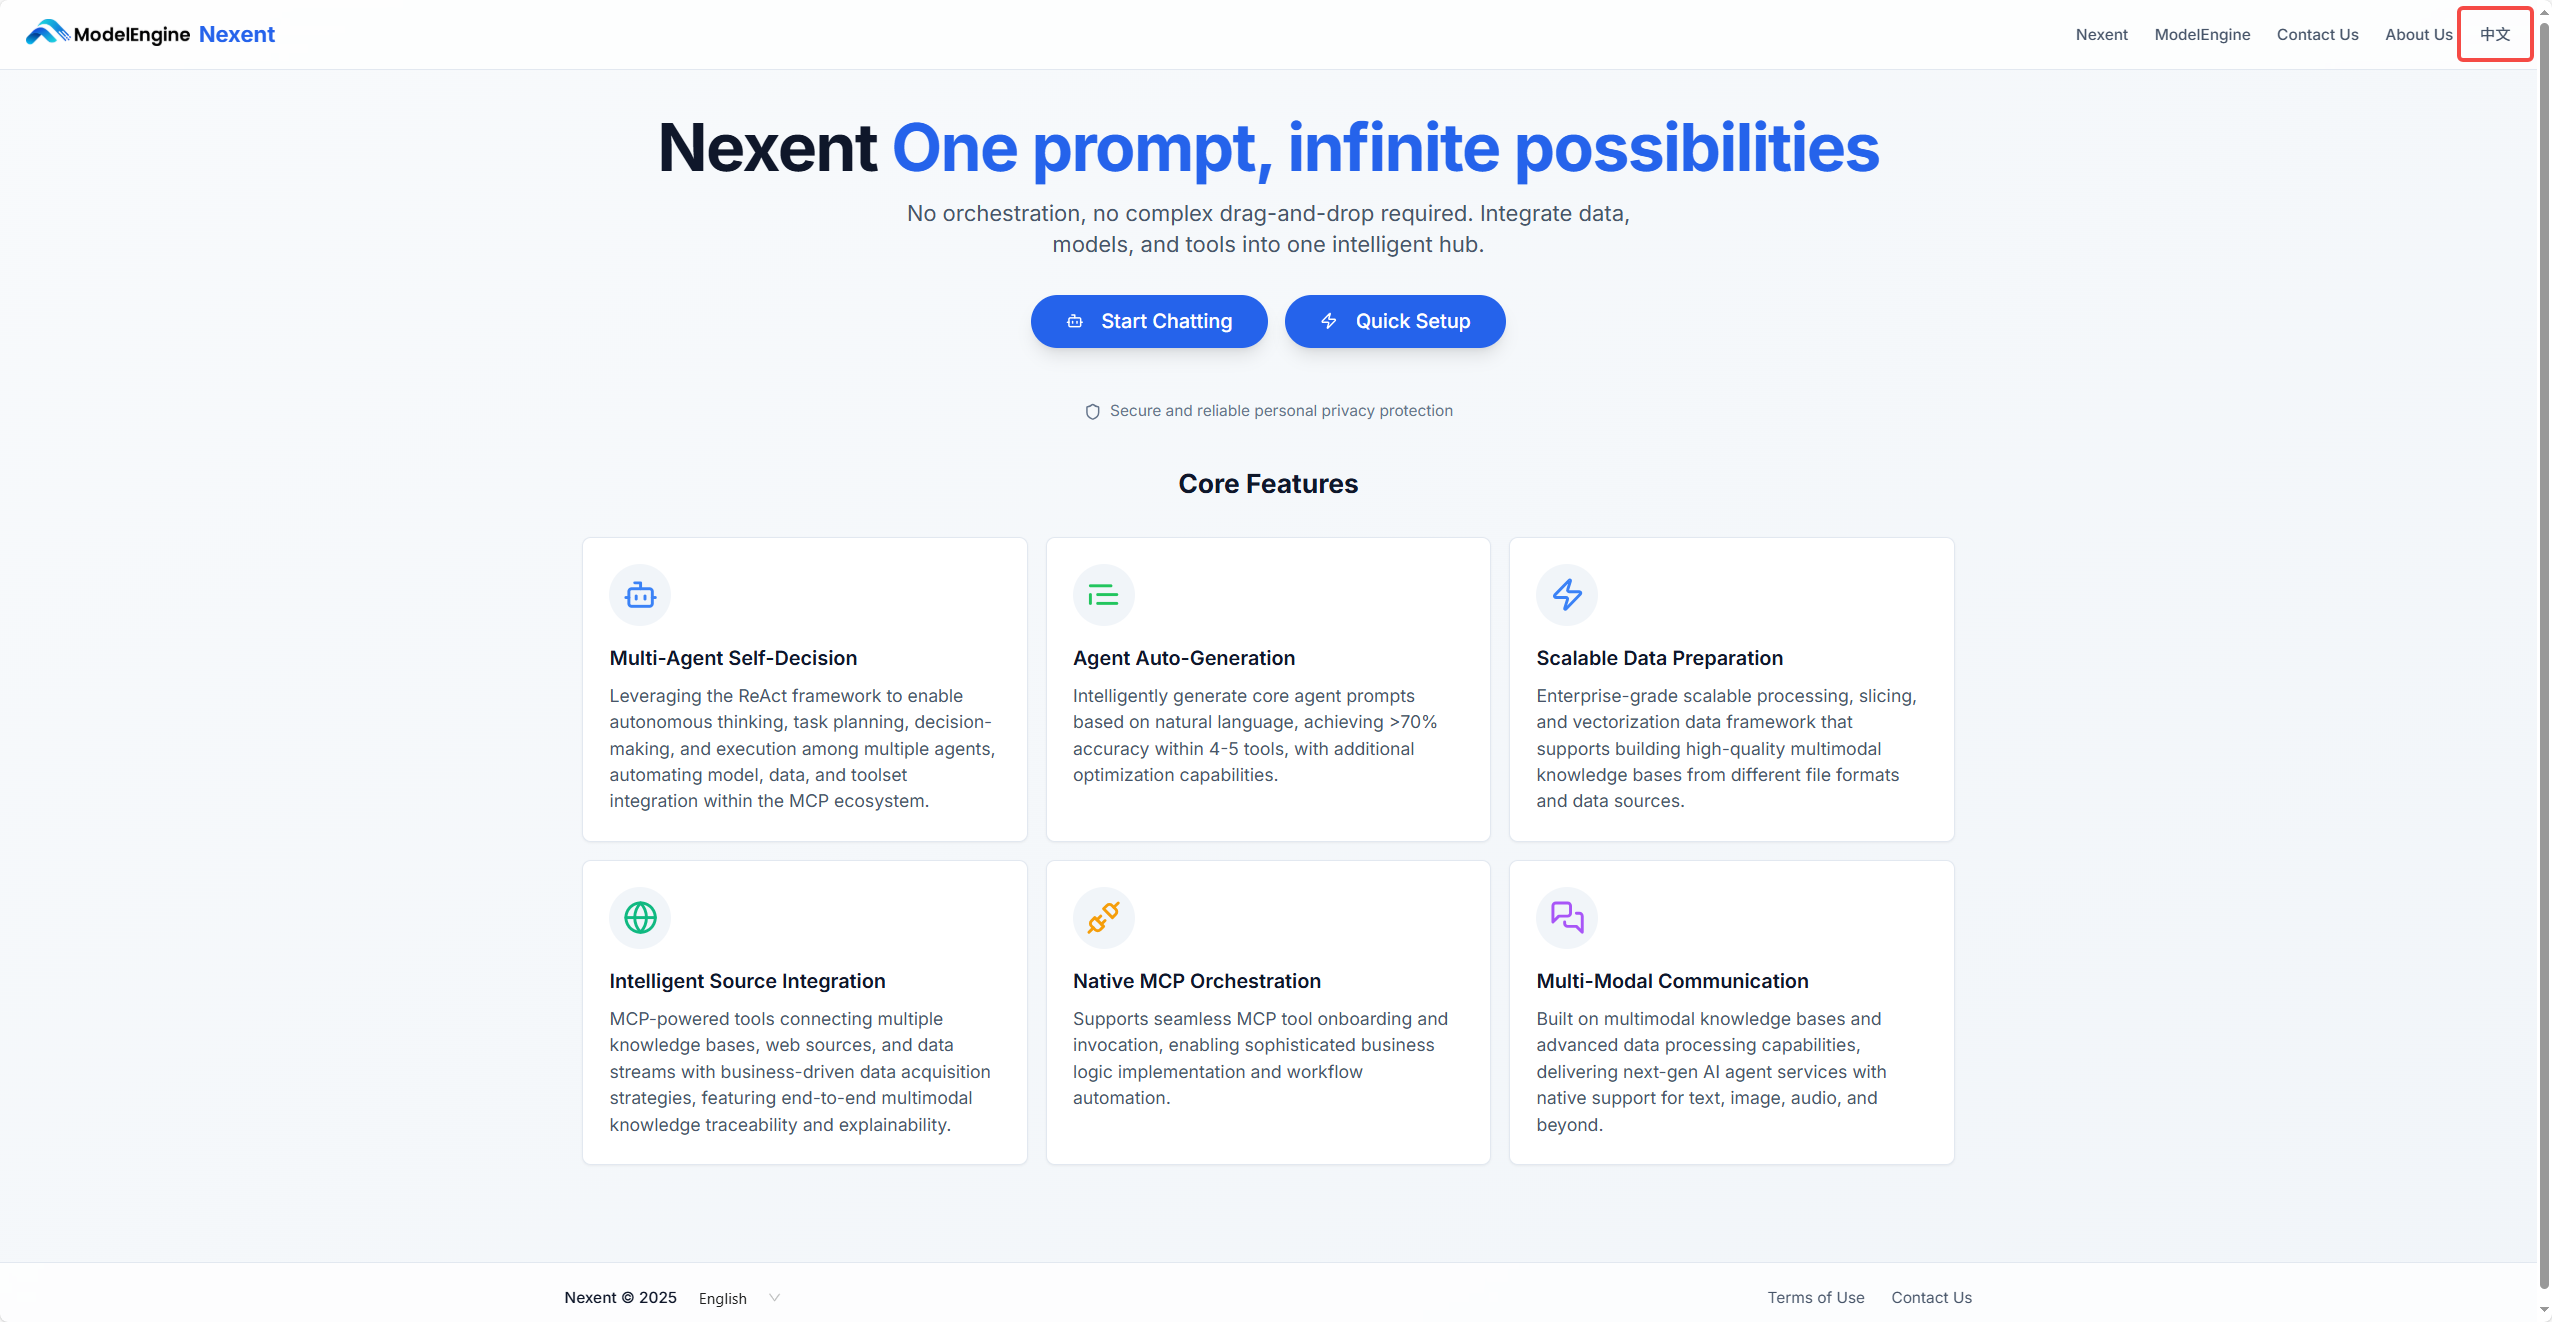 ModelEngine Nexent
Nexent ModelEngine Contact Us About Us 中文
Nexent One prompt, infinite possibilities
No orchestration, no complex drag-and-drop required. Integrate data,
models, and tools into one intelligent hub.
Start Chatting
Quick Setup
Secure and reliable personal privacy protection
Core Features
Multi-Agent Self-Decision
Leveraging the ReAct framework to enable
autonomous thinking, task planning, decision-
making, and execution among multiple agents,
automating model, data, and toolset
integration within the MCP ecosystem.
Agent Auto-Generation
Intelligently generate core agent prompts
based on natural language, achieving >70%
accuracy within 4-5 tools, with additional
optimization capabilities.
Scalable Data Preparation
Enterprise-grade scalable processing, slicing,
and vectorization data framework that
supports building high-quality multimodal
knowledge bases from different file formats
and data sources.
Intelligent Source Integration
MCP-powered tools connecting multiple
knowledge bases, web sources, and data
streams with business-driven data acquisition
strategies, featuring end-to-end multimodal
knowledge traceability and explainability.
Native MCP Orchestration
Supports seamless MCP tool onboarding and
invocation, enabling sophisticated business
logic implementation and workflow
automation.
Multi-Modal Communication
Built on multimodal knowledge bases and
advanced data processing capabilities,
delivering next-gen AI agent services with
native support for text, image, audio, and
beyond.
Nexent © 2025 English
Terms of Use Contact Us